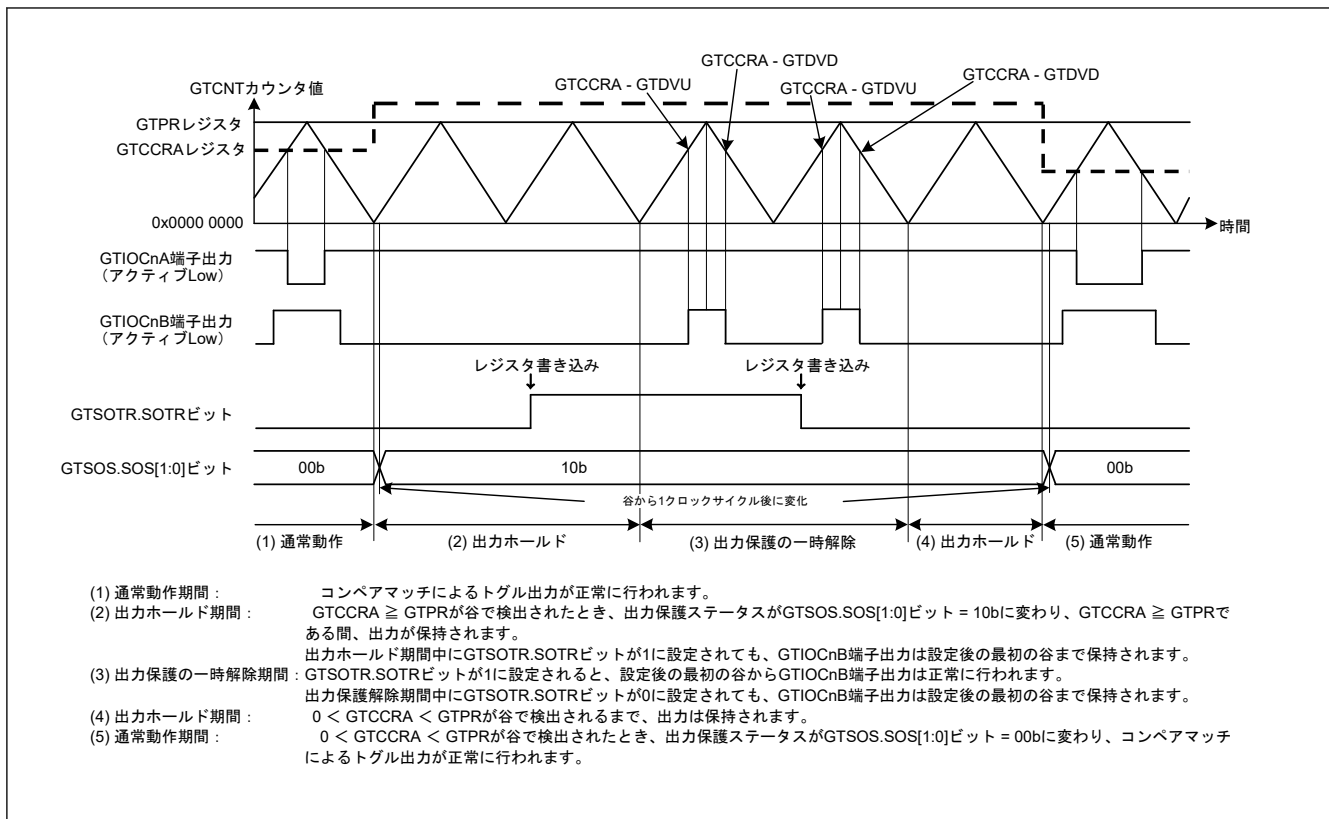 GTCCRA - GTDVD
GTCCRA - GTDVU
GTCCRA - GTDVU
GTCCRA - GTDVD
GTCNTカウンタ値
GTPRレジスタ
GTCCRAレジスタ
0x0000 0000
時間
GTIOCnA端子出力
（アクティブLow）
GTIOCnB端子出力
（アクティブLow）
レジスタ書き込み
レジスタ書き込み
GTSOTR.SOTRビット
GTSOS.SOS[1:0]ビット
00b
10b
00b
谷から1クロックサイクル後に変化
(1) 通常動作
(2) 出力ホールド
(3) 出力保護の一時解除
(4) 出力ホールド
(5) 通常動作
(1) 通常動作期間： コンペアマッチによるトグル出力が正常に行われます。
(2) 出力ホールド期間： GTCCRA ≧ GTPRが谷で検出されたとき、出力保護ステータスがGTSOS.SOS[1:0]ビット = 10bに変わり、GTCCRA ≧ GTPRで
ある間、出力が保持されます。
出力ホールド期間中にGTSOTR.SOTRビットが1に設定されても、GTIOCnB端子出力は設定後の最初の谷まで保持されます。
(3) 出力保護の一時解除期間：GTSOTR.SOTRビットが1に設定されると、設定後の最初の谷からGTIOCnB端子出力は正常に行われます。
出力保護解除期間中にGTSOTR.SOTRビットが0に設定されても、GTIOCnB端子出力は設定後の最初の谷まで保持されます。
(4) 出力ホールド期間： 0 ＜ GTCCRA ＜ GTPRが谷で検出されるまで、出力は保持されます。
(5) 通常動作期間： 0 ＜ GTCCRA ＜ GTPRが谷で検出されたとき、出力保護ステータスがGTSOS.SOS[1:0]ビット = 00bに変わり、コンペアマッチ
によるトグル出力が正常に行われます。